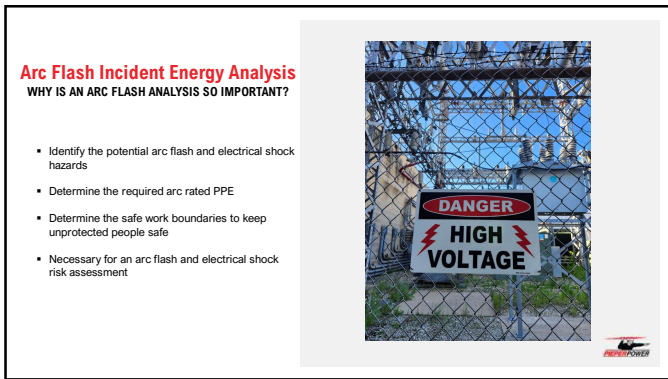 Arc Flash Incident Energy Analysis
WHY IS AN ARC FLASH ANALYSIS SO IMPORTANT?
▪ Identify the potential arc flash and electrical shock
hazards
▪ Determine the required arc rated PPE
▪ Determine the safe work boundaries to keep
unprotected people safe
▪ Necessary for an arc flash and electrical shock
risk assessment
DANGER
HIGH
VOLTAGE
PIEPERPOWER